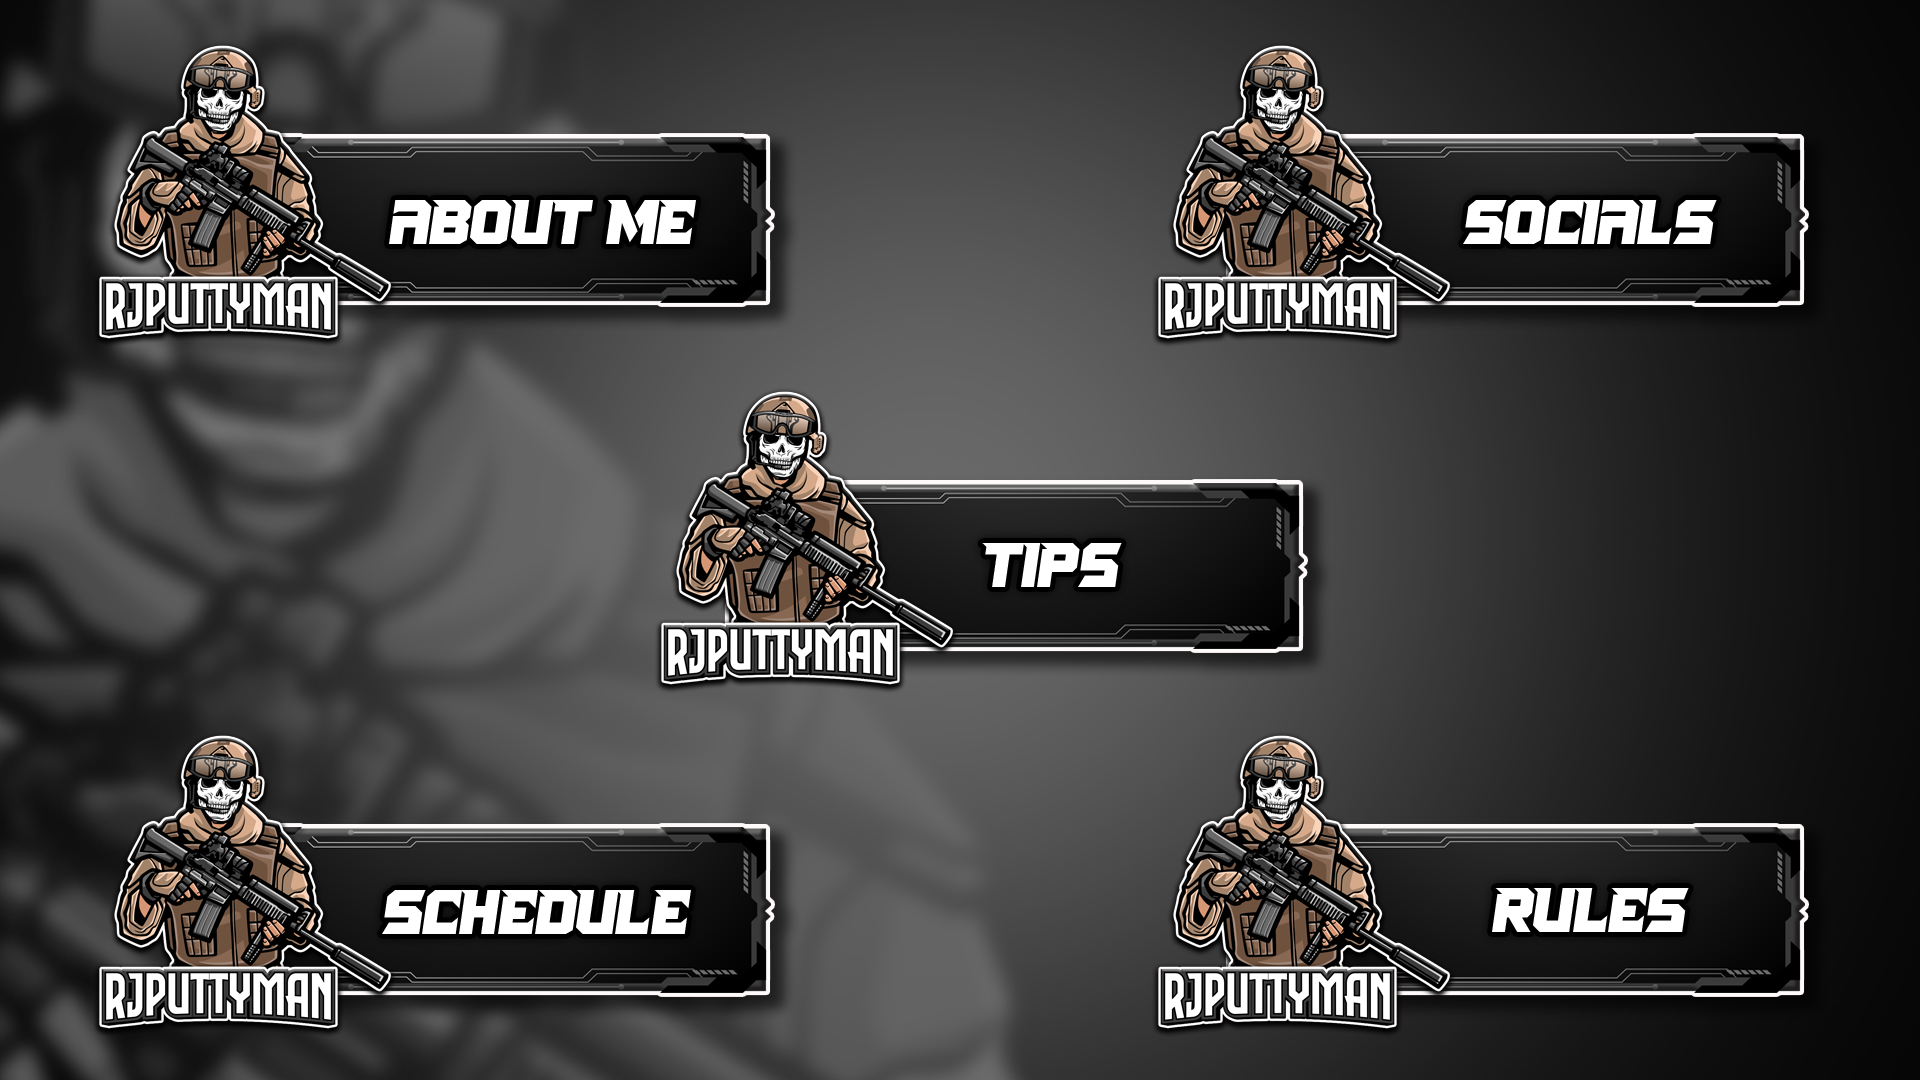 ABOUT ME
RJPUTTYMAN
SOCIALS
RJPUTTYMAN
TIPS
RJPUTTYMAN
SCHEDULE
RJPUTTYMAN
RULES
RJPUTTYMAN